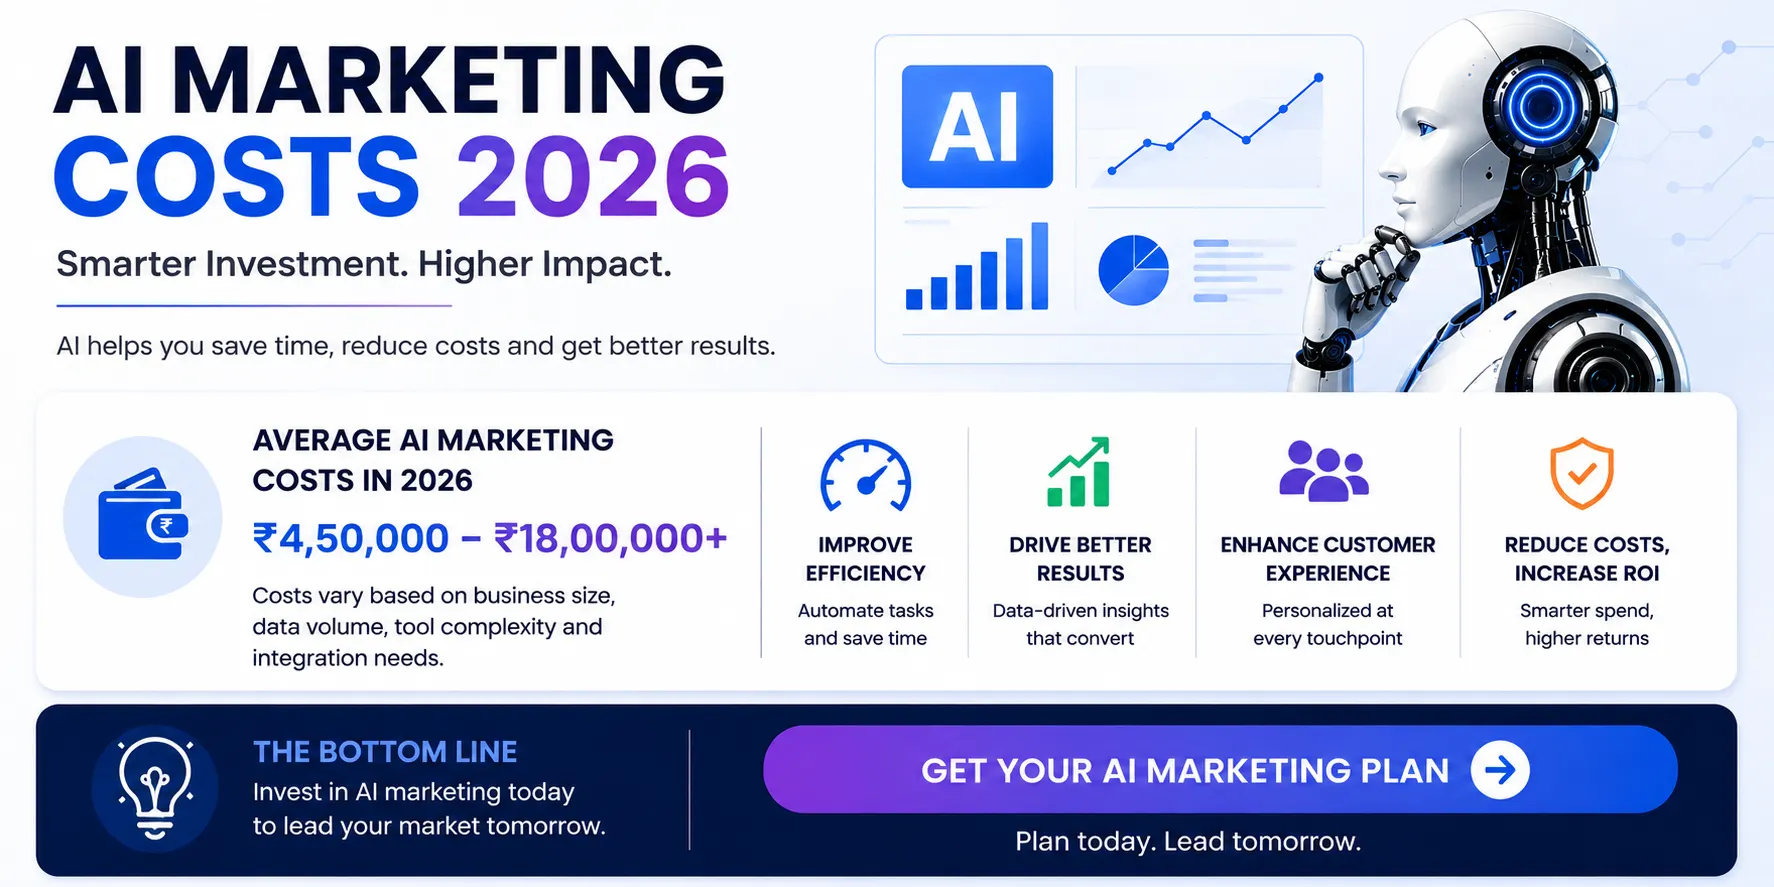 AI MARKETING
COSTS 2026
Smarter Investment. Higher Impact.
AI helps you save time, reduce costs and get better results.
AI
AVERAGE AI MARKETING
COSTS IN 2026
₹4,50,000 – ₹18,00,000+
Costs vary based on business size,
data volume, tool complexity and
integration needs.
₹
IMPROVE
EFFICIENCY
Automate tasks
and save time
DRIVE BETTER
RESULTS
Data-driven insights
that convert
ENHANCE CUSTOMER
EXPERIENCE
Personalized at
every touchpoint
REDUCE COSTS,
INCREASE ROI
Smarter spend,
higher returns
THE BOTTOM LINE
Invest in AI marketing today
to lead your market tomorrow.
GET YOUR AI MARKETING PLAN
Plan today. Lead tomorrow.